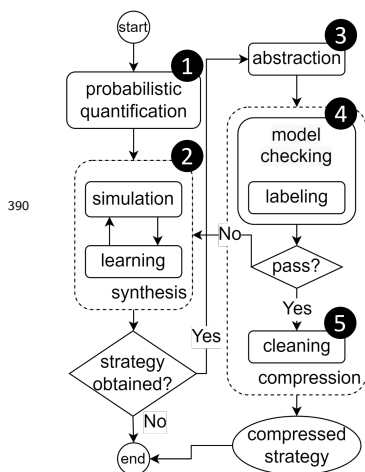 start
1
probabilistic
quantification
2
simulation
learning
synthesis
strategy
obtained?
Yes
No
end
3
abstraction
4
model
checking
labeling
No
pass?
Yes
5
cleaning
compression
compressed
strategy
390